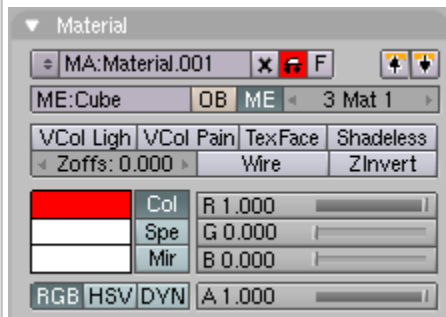 Material
MA:Material.001 X F
ME:Cube OB ME 3 Mat 1
VCol Ligh VCol Pain TexFace Shadeless
Zoffs: 0.000 Wire ZInvert
Col R 1.000
Spe G 0.000
Mir B 0.000
RGB HSV DYN A 1.000